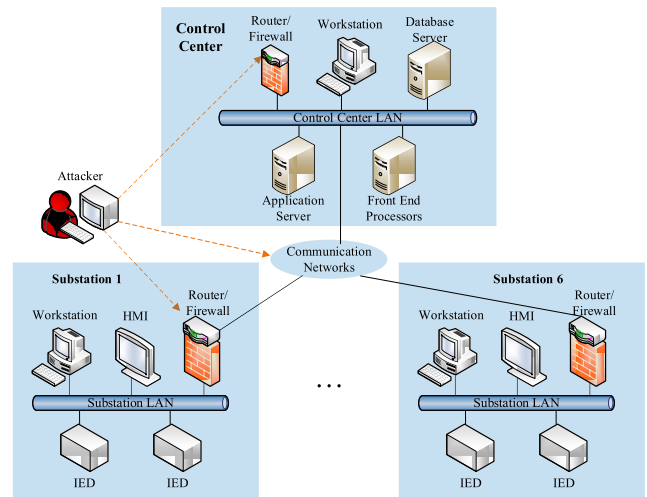 Control
Center
Router/
Firewall
Workstation
Database
Server
Control Center LAN
Application
Server
Front End
Processors
Attacker
Communication
Networks
Substation 1
Workstation
HMI
Router/
Firewall
Substation LAN
IED
IED
...
Substation 6
Workstation
HMI
Router/
Firewall
Substation LAN
IED
IED